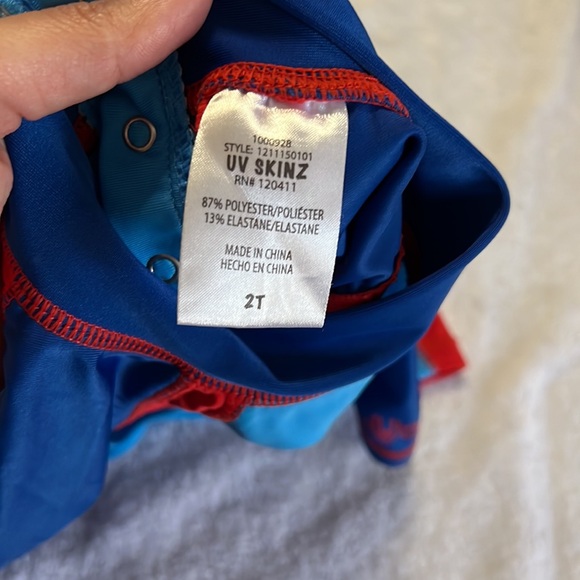 1000928
STYLE: 1211150101
UV SKINZ
RN# 120411
87% POLYESTER/POLIÉSTER
13% ELASTANE/ELASTANE
MADE IN CHINA
HECHO EN CHINA
2T